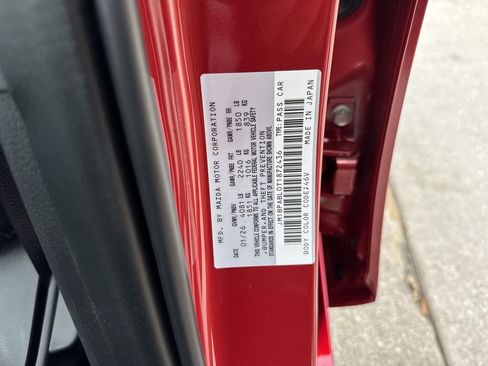 MFD. BY MAZDA MOTOR CORPORATION
DATE GVWR/PNBV GAWR/PNBE FRT GAWR/PNBE RR
01/26 4081 LB 2240 LB 1850 LB
1851 KG 1016 KG 839 KG
THIS VEHICLE CONFORMS TO ALL APPLICABLE FEDERAL MOTOR VEHICLE SAFETY
, BUMPER, AND THEFT PREVENTION
STANDARDS IN EFFECT ON THE DATE OF MANUFACTURE SHOWN ABOVE.
JM1BPABL0T1872436 TYPE:PASS CAR
BODY COLOR CODE:46V MADE IN JAPAN